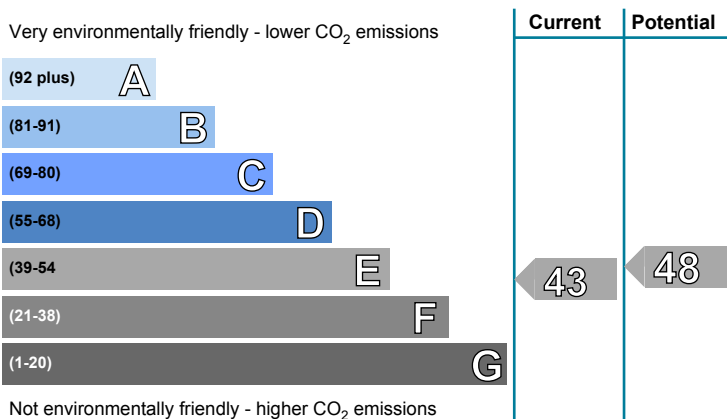 Very environmentally friendly - lower CO2 emissions
Current
Potential
(92 plus) A
(81-91) B
(69-80) C
(55-68) D
(39-54 E
(21-38) F
(1-20) G
43
48
Not environmentally friendly - higher CO2 emissions